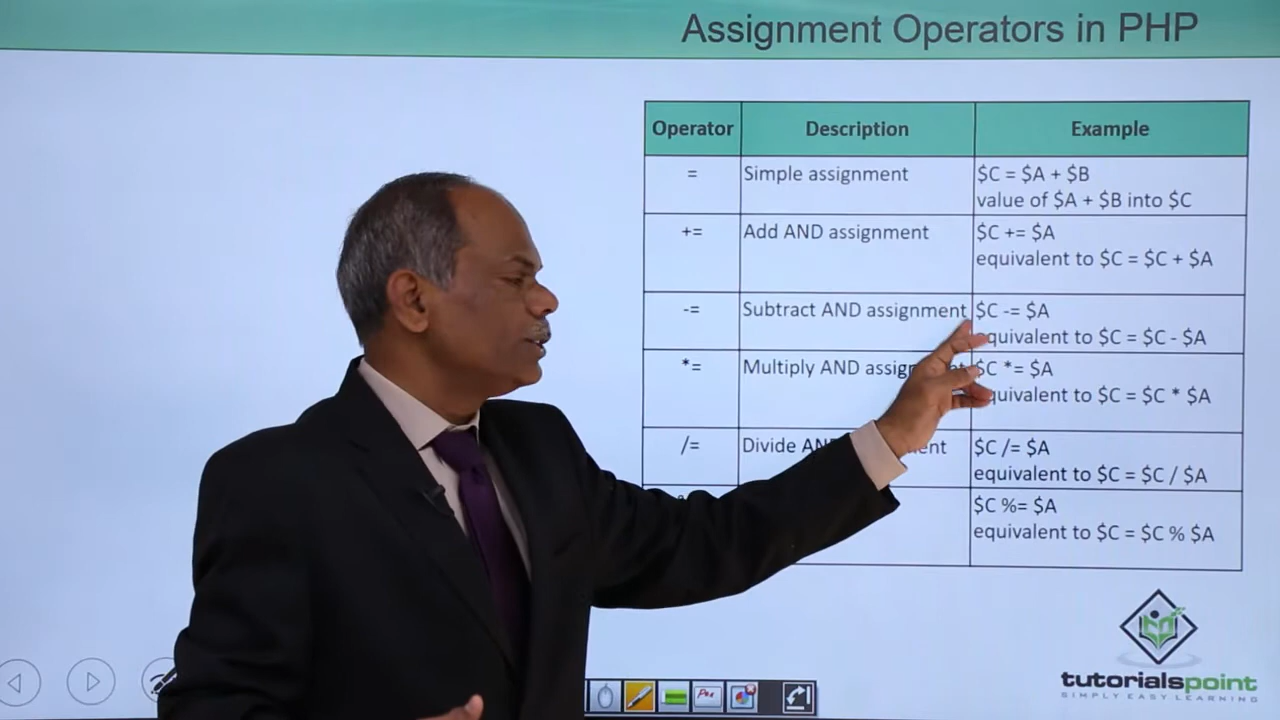 Assignment Operators in PHP
Operator Description Example
= Simple assignment $C = $A + $B
value of $A + $B into $C
+= Add AND assignment $C += $A
equivalent to $C = $C + $A
-= Subtract AND assignment $C -= $A
equivalent to $C = $C - $A
*= Multiply AND $C *= $A
equivalent to $C = $C * $A
/= Divide $C /= $A
equivalent to $C = $C / $A
$C %= $A
equivalent to $C = $C % $A
tutorialspoint
SIMPLY EASY LEARNING